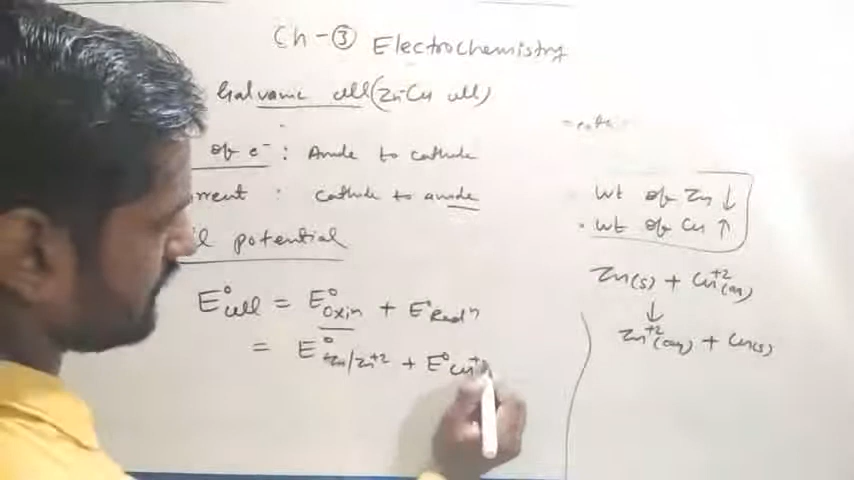 Ch - ③ Electrochemistry
Galvanic cell (Zn-Cu cell)
of e⁻ : Anode to cathode
rrent : cathode to anode
l potential
E°cell = E°oxin + E°Redⁿ
= E°Zn/Zn⁺² + E°Cu⁺
Wt of Zn ↓
Wt of Cu ↑
Zn(s) + Cu⁺²(aq)
↓
Zn⁺²(aq) + Cu(s)